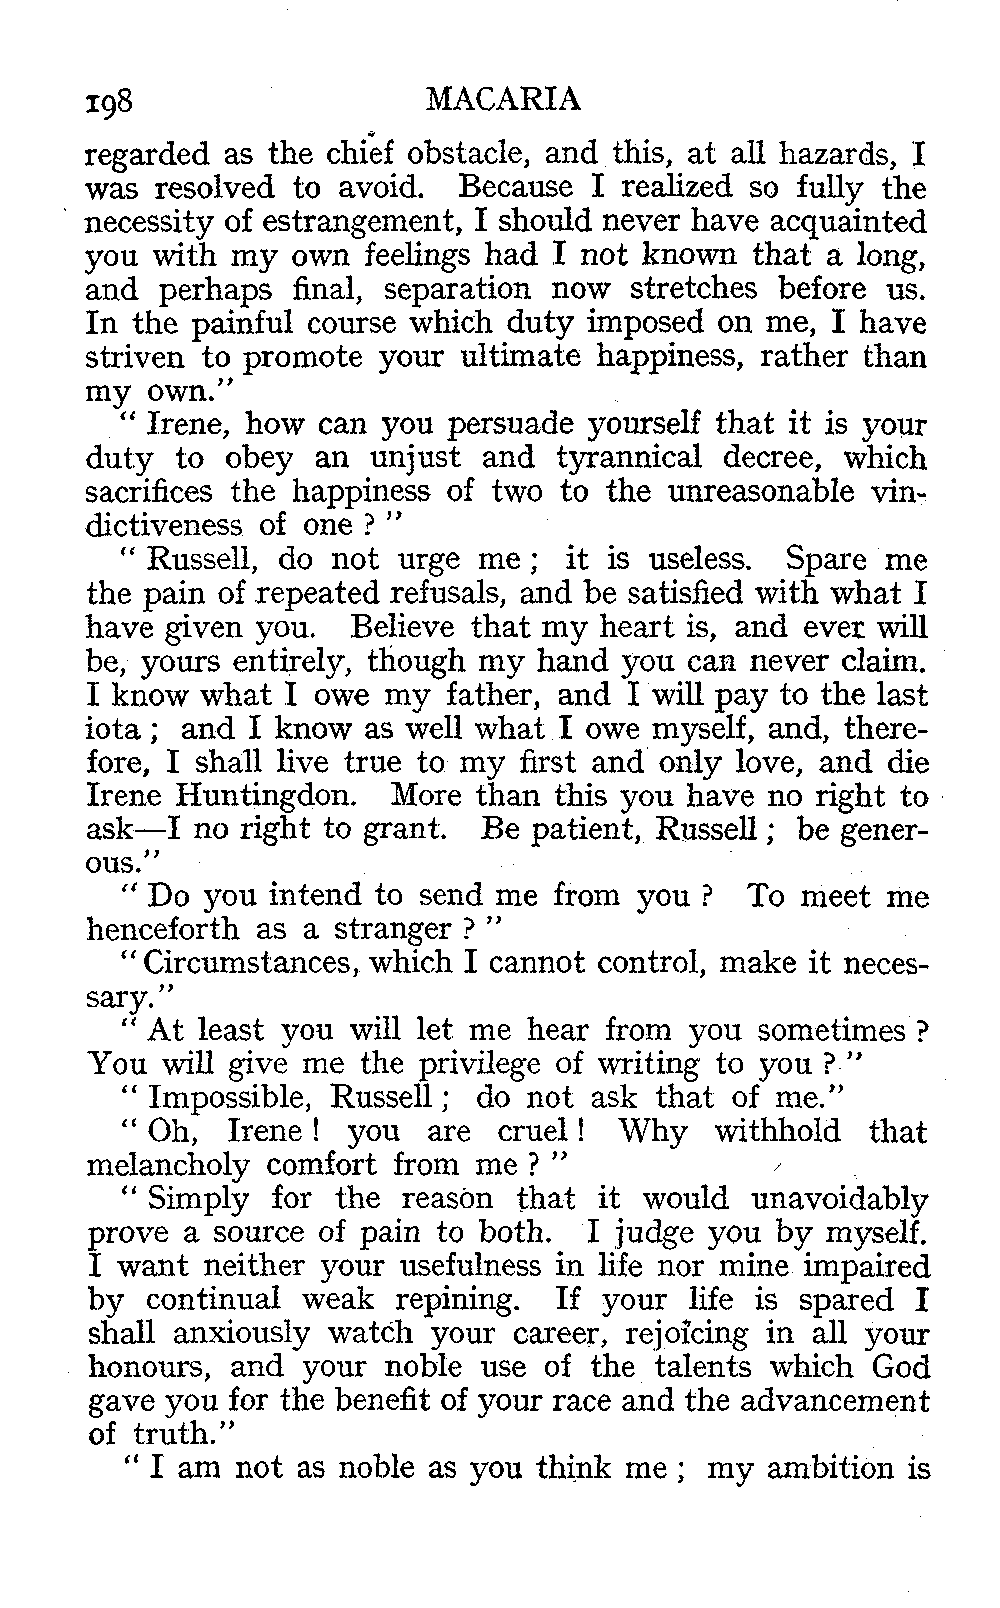 198 MACARIA
regarded as the chief obstacle, and this, at all hazards, I
was resolved to avoid. Because I realized so fully the
necessity of estrangement, I should never have acquainted
you with my own feelings had I not known that a long,
and perhaps final, separation now stretches before us.
In the painful course which duty imposed on me, I have
striven to promote your ultimate happiness, rather than
my own."
" Irene, how can you persuade yourself that it is your
duty to obey an unjust and tyrannical decree, which
sacrifices the happiness of two to the unreasonable vin-
dictiveness of one ? "
" Russell, do not urge me ; it is useless. Spare me
the pain of repeated refusals, and be satisfied with what I
have given you. Believe that my heart is, and ever will
be, yours entirely, though my hand you can never claim.
I know what I owe my father, and I will pay to the last
iota ; and I know as well what I owe myself, and, there-
fore, I shall live true to my first and only love, and die
Irene Huntingdon. More than this you have no right to
ask—I no right to grant. Be patient, Russell ; be gener-
ous."
" Do you intend to send me from you ? To meet me
henceforth as a stranger ? "
" Circumstances, which I cannot control, make it neces-
sary."
" At least you will let me hear from you sometimes ?
You will give me the privilege of writing to you ? "
" Impossible, Russell ; do not ask that of me."
" Oh, Irene ! you are cruel ! Why withhold that
melancholy comfort from me ? "
" Simply for the reason that it would unavoidably
prove a source of pain to both. I judge you by myself.
I want neither your usefulness in life nor mine impaired
by continual weak repining. If your life is spared I
shall anxiously watch your career, rejoicing in all your
honours, and your noble use of the talents which God
gave you for the benefit of your race and the advancement
of truth."
" I am not as noble as you think me ; my ambition is